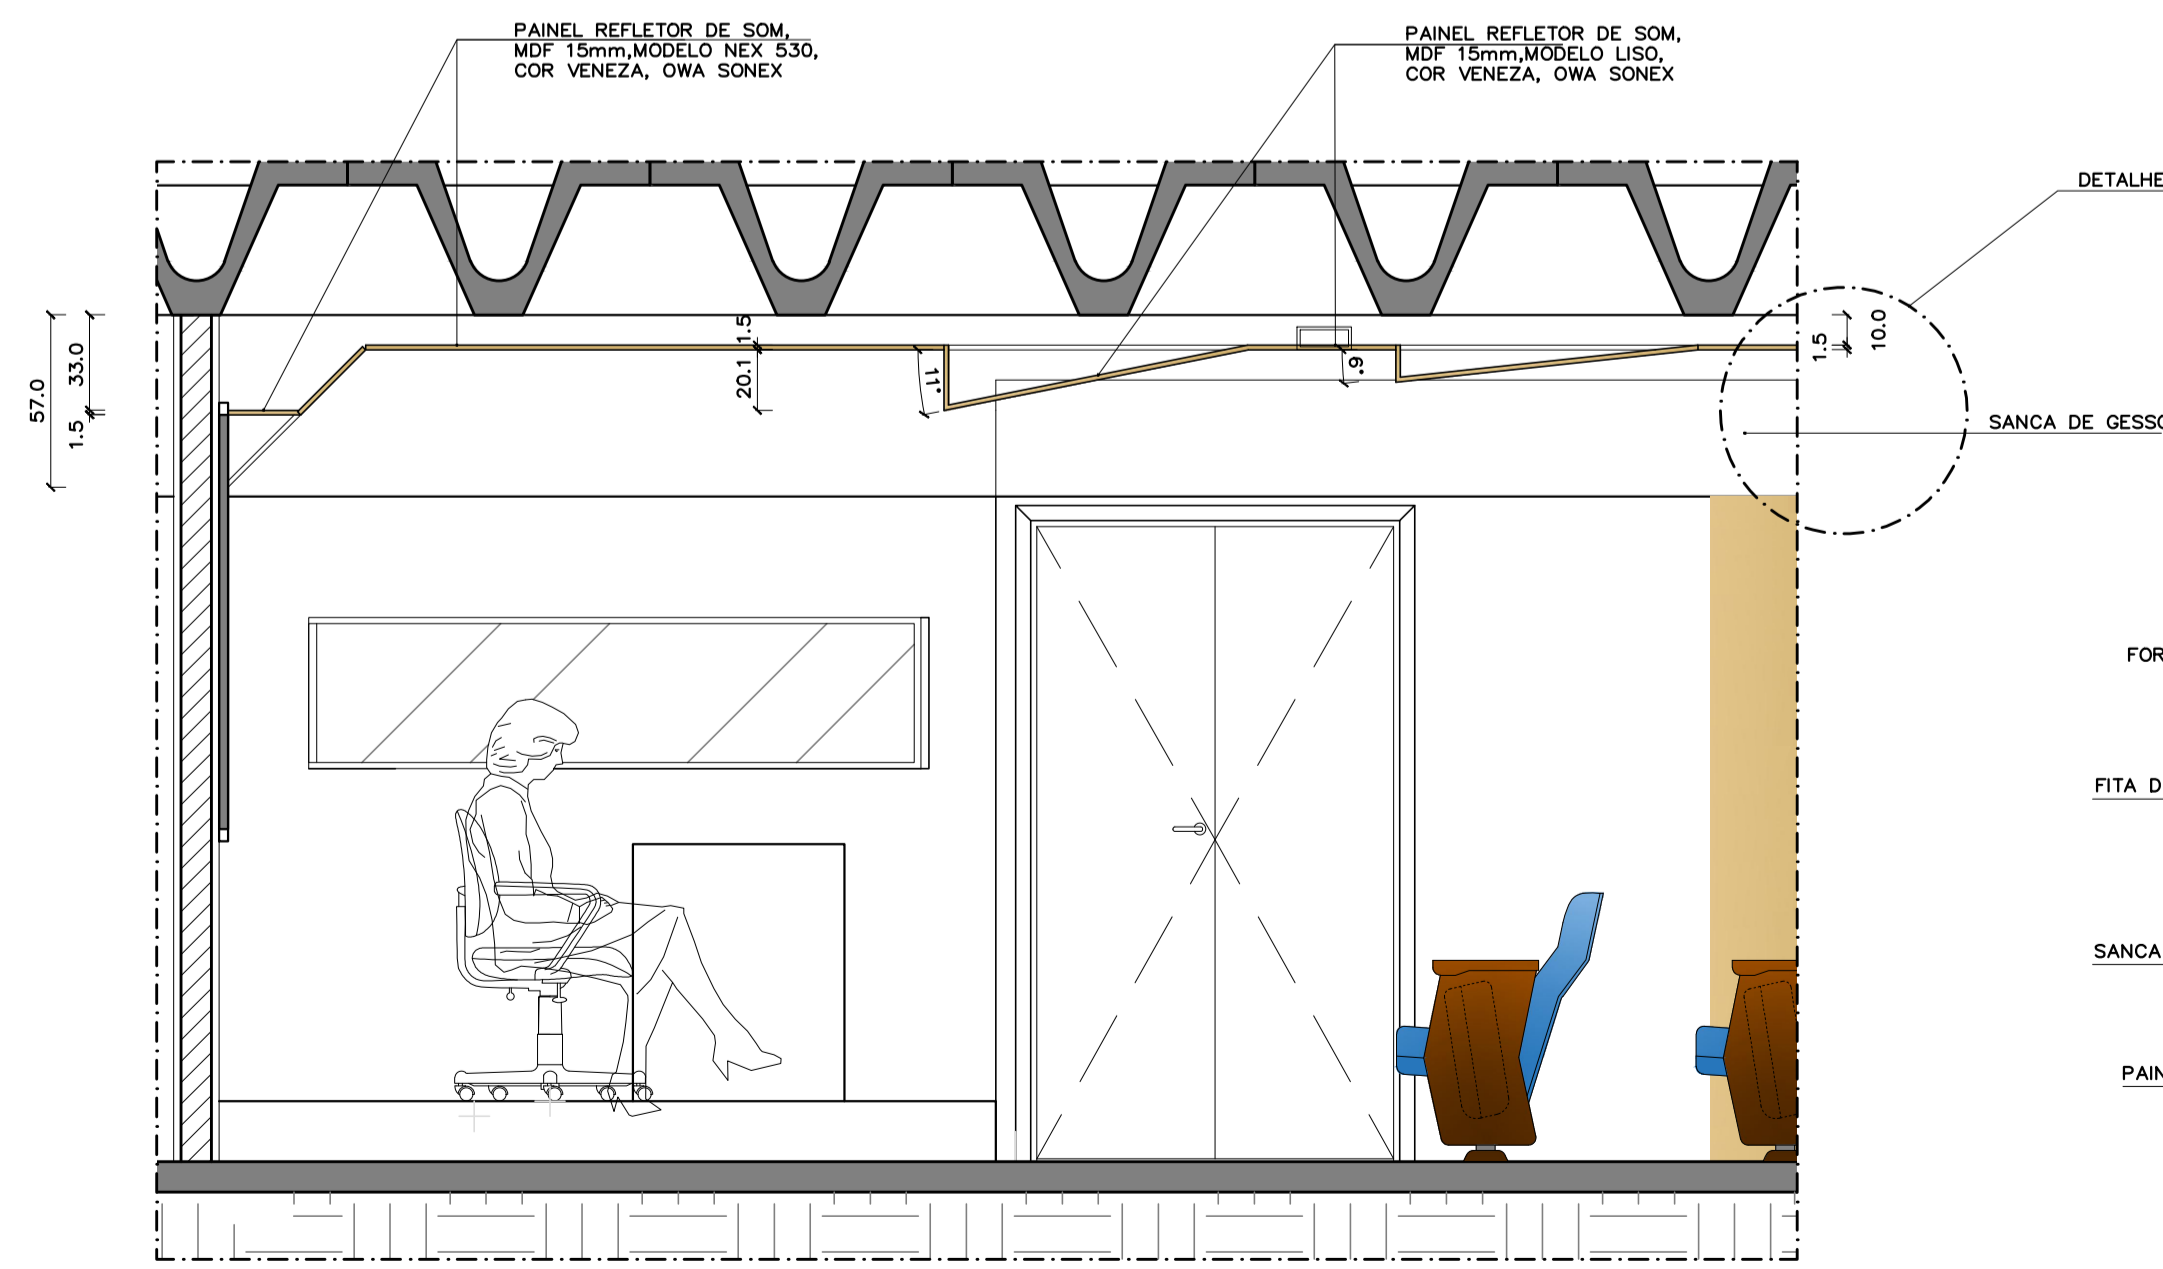 PAINEL REFLETOR DE SOM,
MDF 15mm,MODELO NEX 530,
COR VENEZA, OWA SONEX
PAINEL REFLETOR DE SOM,
MDF 15mm,MODELO LISO,
COR VENEZA, OWA SONEX
DETALHE
57.0
33.0
1.5
1.5
20.1
11°
6°
1.5
10.0
SANCA DE GESSO
FOR
FITA D
SANCA
PAIN